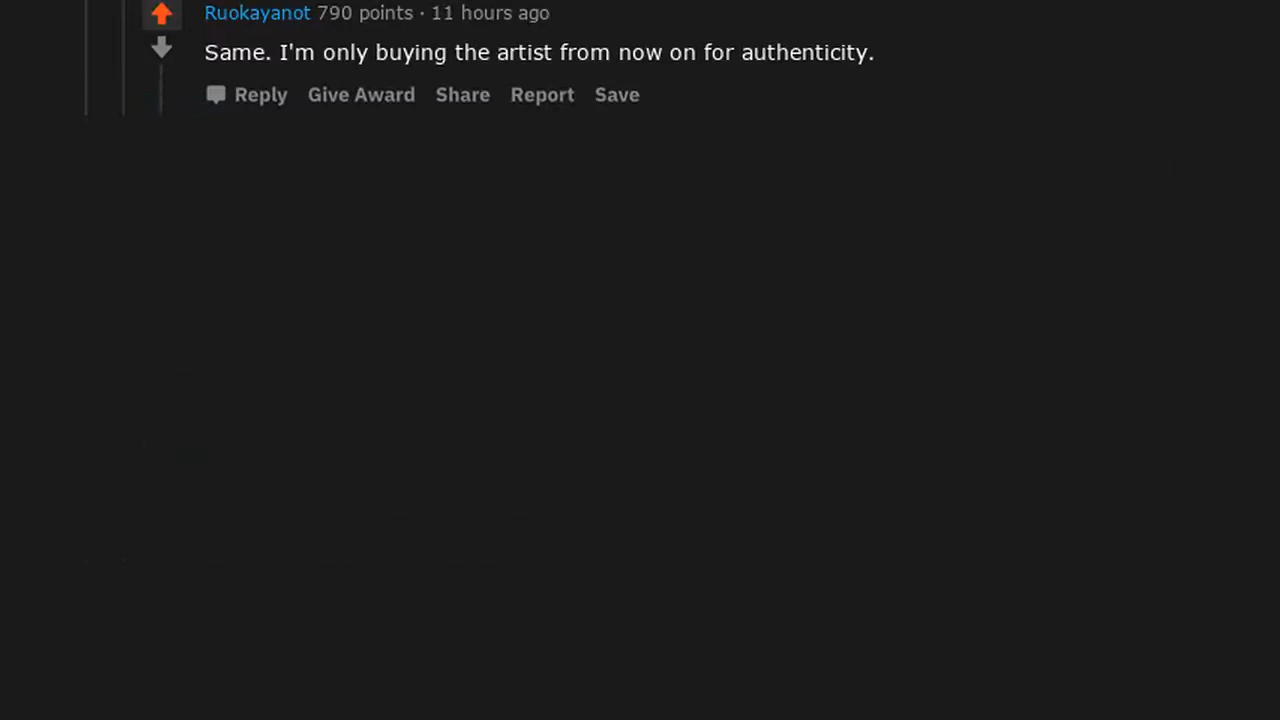 Ruokayanot 790 points · 11 hours ago
Same. I'm only buying the artist from now on for authenticity.
Reply Give Award Share Report Save